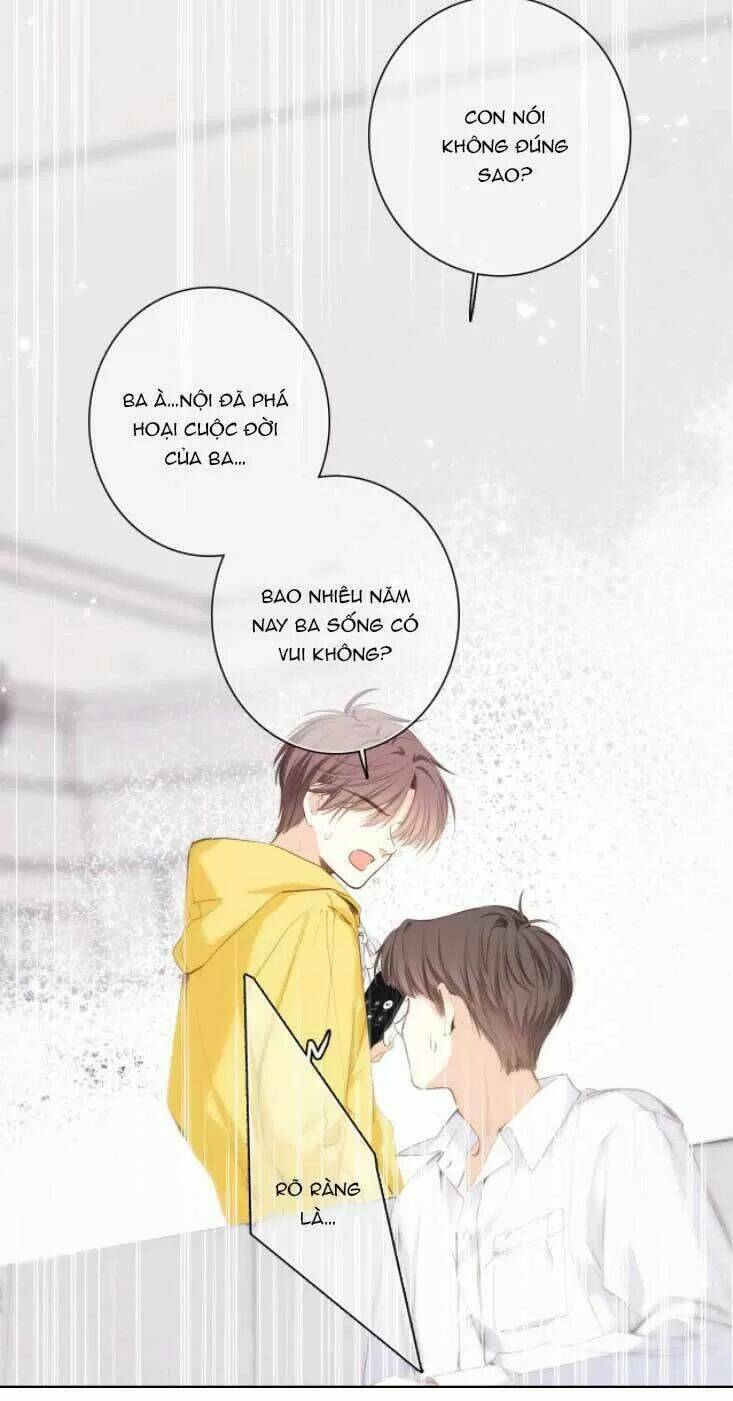 CON NÓI
KHÔNG ĐÚNG
SAO?
BA À...NỘI ĐÃ PHÁ
HOẠI CUỘC ĐỜI
CỦA BA...
BAO NHIÊU NĂM
NAY BA SỐNG CÓ
VUI KHÔNG?
RÕ RÀNG
LÀ...